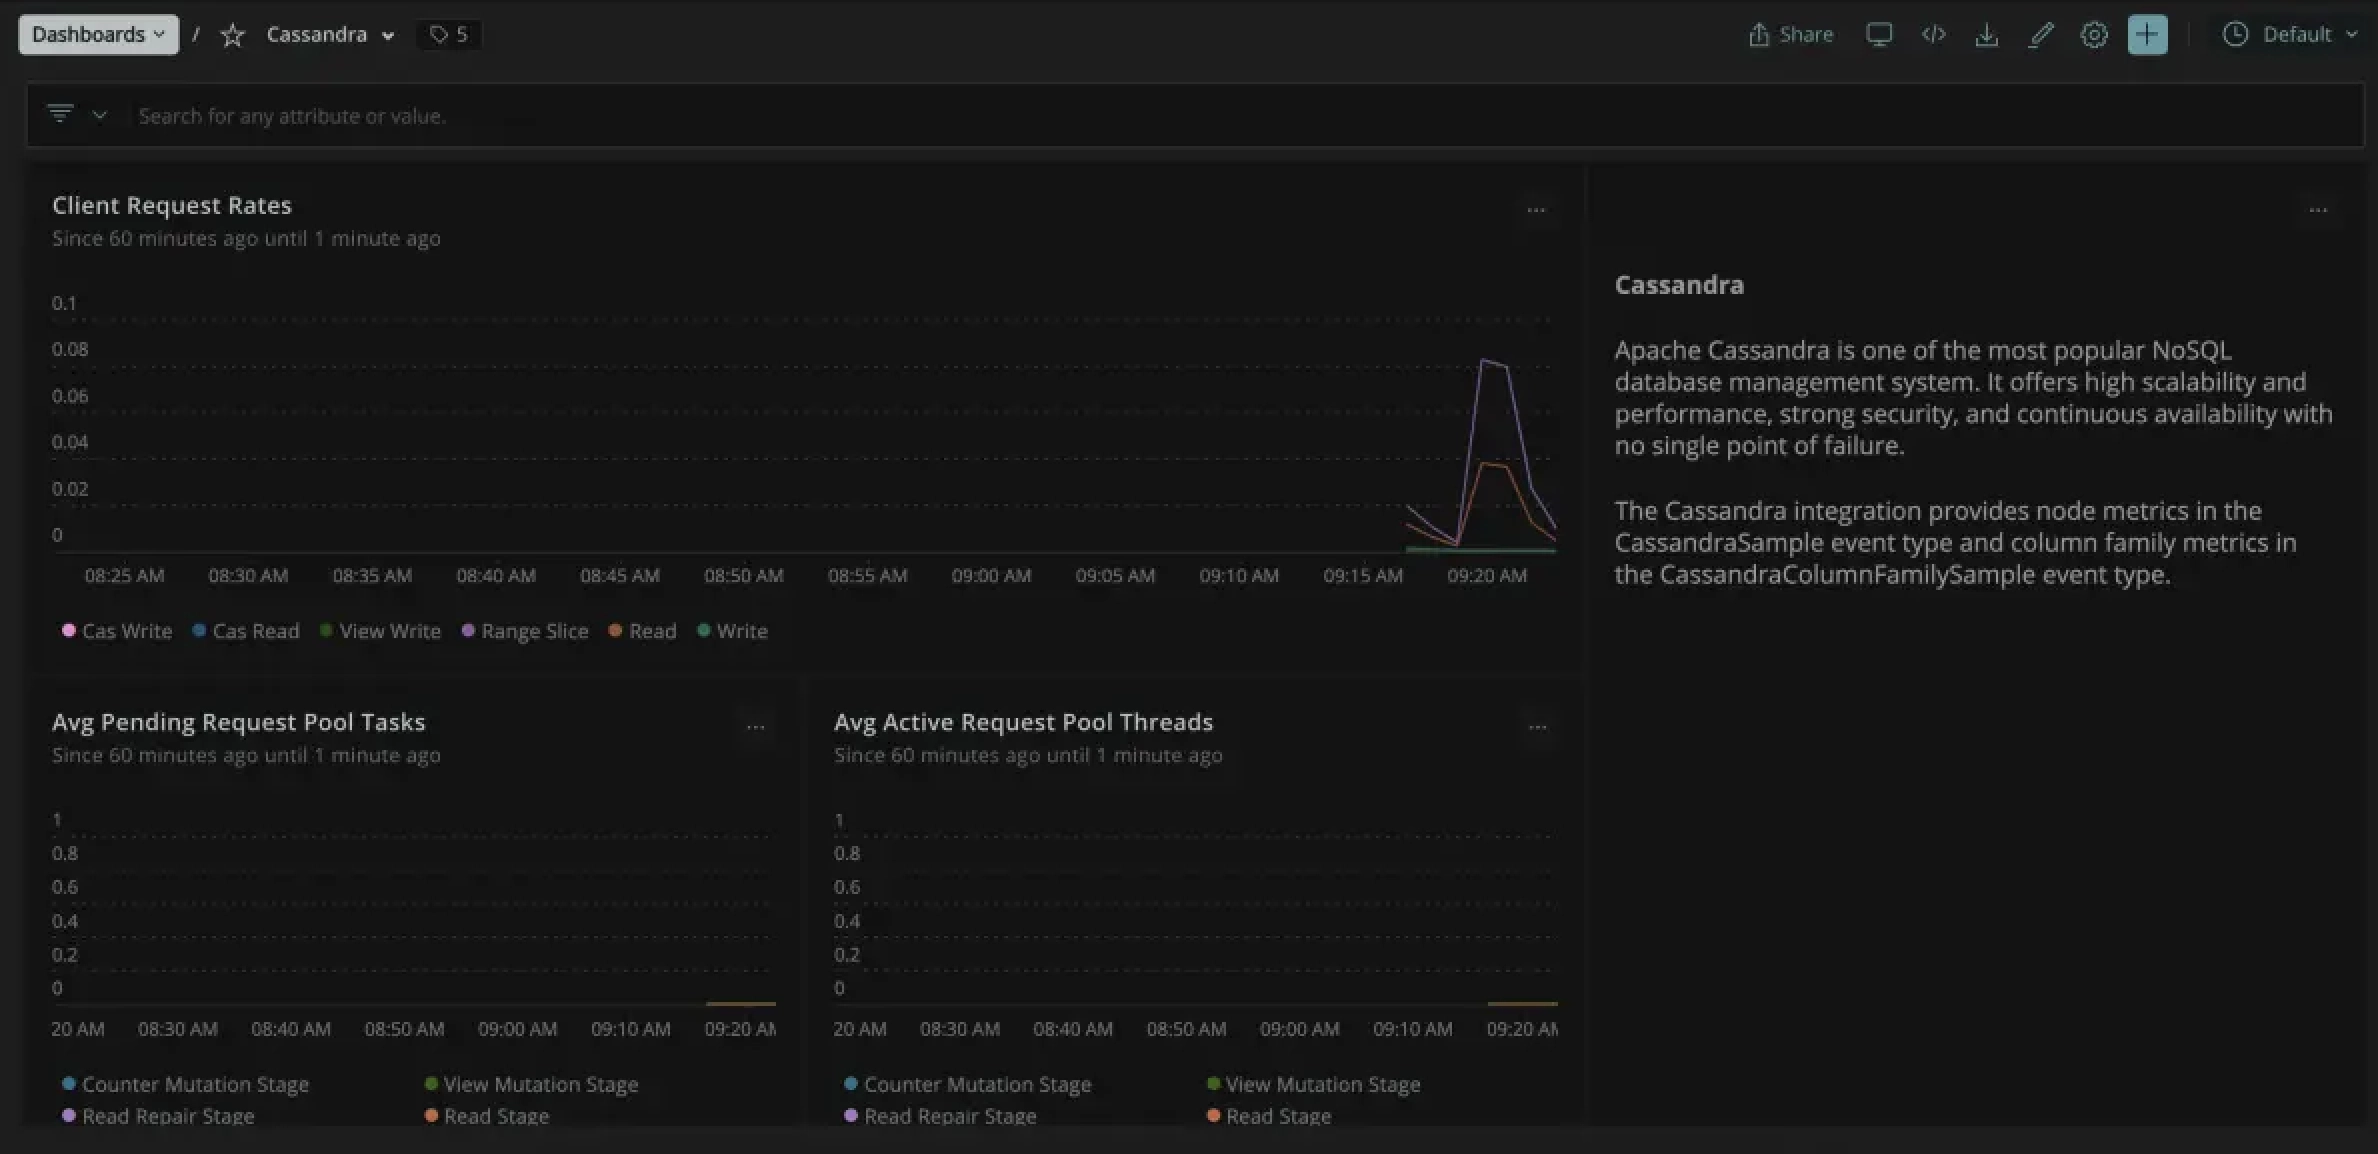 Dashboards / Cassandra 5 Share Default
Search for any attribute or value.
Client Request Rates
Since 60 minutes ago until 1 minute ago
0.1
0.08
0.06
0.04
0.02
0
08:25 AM 08:30 AM 08:35 AM 08:40 AM 08:45 AM 08:50 AM 08:55 AM 09:00 AM 09:05 AM 09:10 AM 09:15 AM 09:20 AM
Cas Write Cas Read View Write Range Slice Read Write
Cassandra
Apache Cassandra is one of the most popular NoSQL
database management system. It offers high scalability and
performance, strong security, and continuous availability with
no single point of failure.
The Cassandra integration provides node metrics in the
CassandraSample event type and column family metrics in
the CassandraColumnFamilySample event type.
Avg Pending Request Pool Tasks
Since 60 minutes ago until 1 minute ago
1
0.8
0.6
0.4
0.2
0
20 AM 08:30 AM 08:40 AM 08:50 AM 09:00 AM 09:10 AM 09:20 AM
Counter Mutation Stage View Mutation Stage
Read Repair Stage Read Stage
Avg Active Request Pool Threads
Since 60 minutes ago until 1 minute ago
1
0.8
0.6
0.4
0.2
0
20 AM 08:30 AM 08:40 AM 08:50 AM 09:00 AM 09:10 AM 09:20 AM
Counter Mutation Stage View Mutation Stage
Read Repair Stage Read Stage